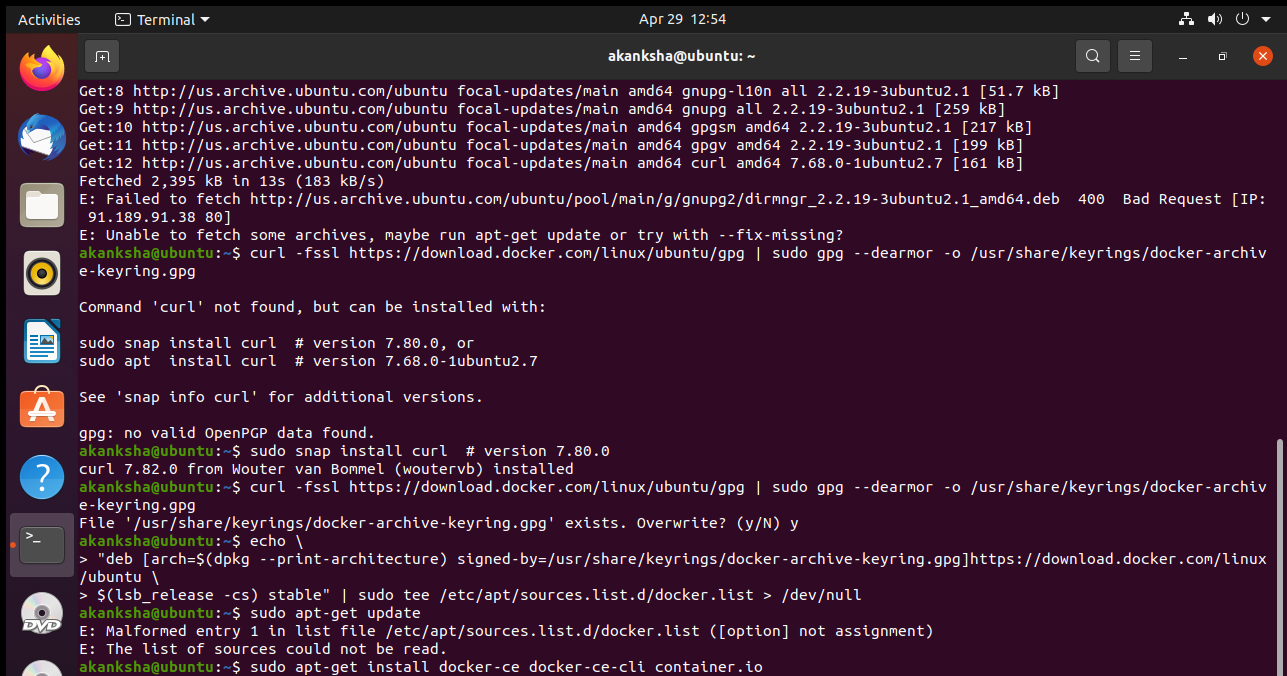 Activities
Terminal
Apr 29 12:54
akanksha@ubuntu: ~
Get:8 http://us.archive.ubuntu.com/ubuntu focal-updates/main amd64 gnupg-l10n all 2.2.19-3ubuntu2.1 [51.7 kB]
Get:9 http://us.archive.ubuntu.com/ubuntu focal-updates/main amd64 gnupg all 2.2.19-3ubuntu2.1 [259 kB]
Get:10 http://us.archive.ubuntu.com/ubuntu focal-updates/main amd64 gpgsm amd64 2.2.19-3ubuntu2.1 [217 kB]
Get:11 http://us.archive.ubuntu.com/ubuntu focal-updates/main amd64 gpgv amd64 2.2.19-3ubuntu2.1 [199 kB]
Get:12 http://us.archive.ubuntu.com/ubuntu focal-updates/main amd64 curl amd64 7.68.0-1ubuntu2.7 [161 kB]
Fetched 2,395 kB in 13s (183 kB/s)
E: Failed to fetch http://us.archive.ubuntu.com/ubuntu/pool/main/g/gnupg2/dirmngr_2.2.19-3ubuntu2.1_amd64.deb  400  Bad Request [IP:
 91.189.91.38 80]
E: Unable to fetch some archives, maybe run apt-get update or try with --fix-missing?
akanksha@ubuntu:~$ curl -fssl https://download.docker.com/linux/ubuntu/gpg | sudo gpg --dearmor -o /usr/share/keyrings/docker-archiv
e-keyring.gpg
Command 'curl' not found, but can be installed with:
sudo snap install curl  # version 7.80.0, or
sudo apt  install curl  # version 7.68.0-1ubuntu2.7
See 'snap info curl' for additional versions.
gpg: no valid OpenPGP data found.
akanksha@ubuntu:~$ sudo snap install curl  # version 7.80.0
curl 7.82.0 from Wouter van Bommel (woutervb) installed
akanksha@ubuntu:~$ curl -fssl https://download.docker.com/linux/ubuntu/gpg | sudo gpg --dearmor -o /usr/share/keyrings/docker-archiv
e-keyring.gpg
File '/usr/share/keyrings/docker-archive-keyring.gpg' exists. Overwrite? (y/N) y
akanksha@ubuntu:~$ echo \
> "deb [arch=$(dpkg --print-architecture) signed-by=/usr/share/keyrings/docker-archive-keyring.gpg]https://download.docker.com/linux
/ubuntu \
> $(lsb_release -cs) stable" | sudo tee /etc/apt/sources.list.d/docker.list > /dev/null
akanksha@ubuntu:~$ sudo apt-get update
E: Malformed entry 1 in list file /etc/apt/sources.list.d/docker.list ([option] not assignment)
E: The list of sources could not be read.
akanksha@ubuntu:~$ sudo apt-get install docker-ce docker-ce-cli container.io
>_
DVD